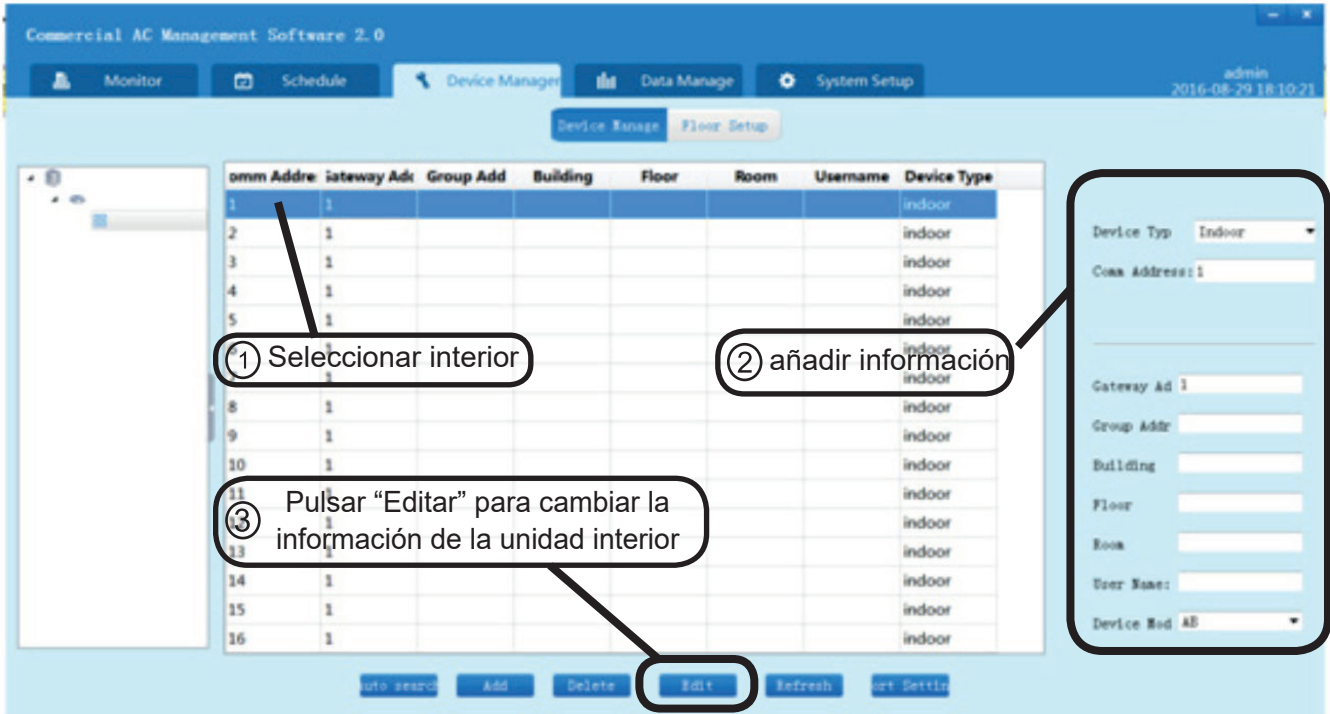 Commercial AC Management Software 2.0
Monitor Schedule Device Manager Data Manage System Setup
admin
2016-08-29 18:10:21
Device Manage Floor Setup
omm Addre Gateway Adc Group Add Building Floor Room Username Device Type
1 1 indoor
2 1 indoor
3 1 indoor
4 1 indoor
5 1 indoor
① Seleccionar interior
indoor
② añadir información
indoor
8 1 indoor
9 1 indoor
10 1 indoor
11 1 indoor
③ Pulsar “Editar” para cambiar la
información de la unidad interior
indoor
13 1 indoor
14 1 indoor
15 1 indoor
16 1 indoor
Device Typ Indoor
Comm Address: 1
Gateway Ad 1
Group Addr
Building
Floor
Room
User Name:
Device Mod AB
uto search Add Delete Edit Refresh ort Settin